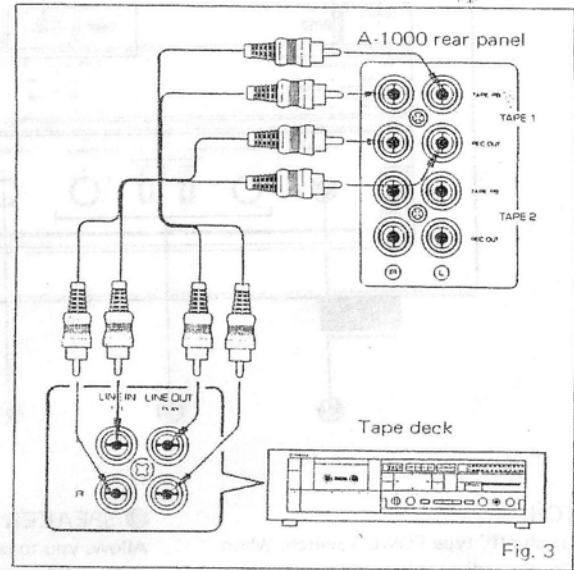 A-1000 rear panel
TAPE PB
TAPE 1
REC OUT
TAPE PB
TAPE 2
REC OUT
R L
LINE IN LINE OUT
PLAY
R
Tape deck
Fig. 3